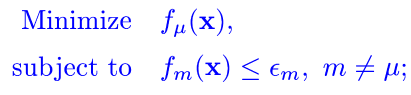 Minimize f_μ(𝐱),
subject to f_m(𝐱) ≤ ϵ_m, m ≠ μ;